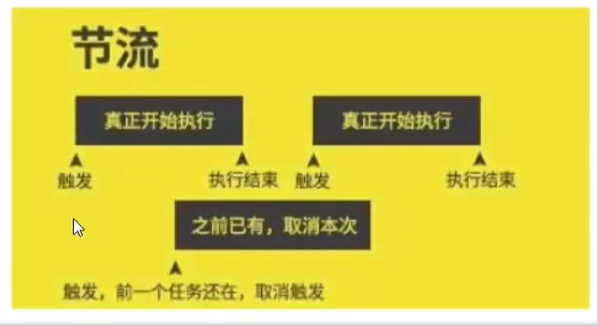 节流
真正开始执行 真正开始执行
触发 执行结束 触发 执行结束
之前已有，取消本次
触发，前一个任务还在，取消触发